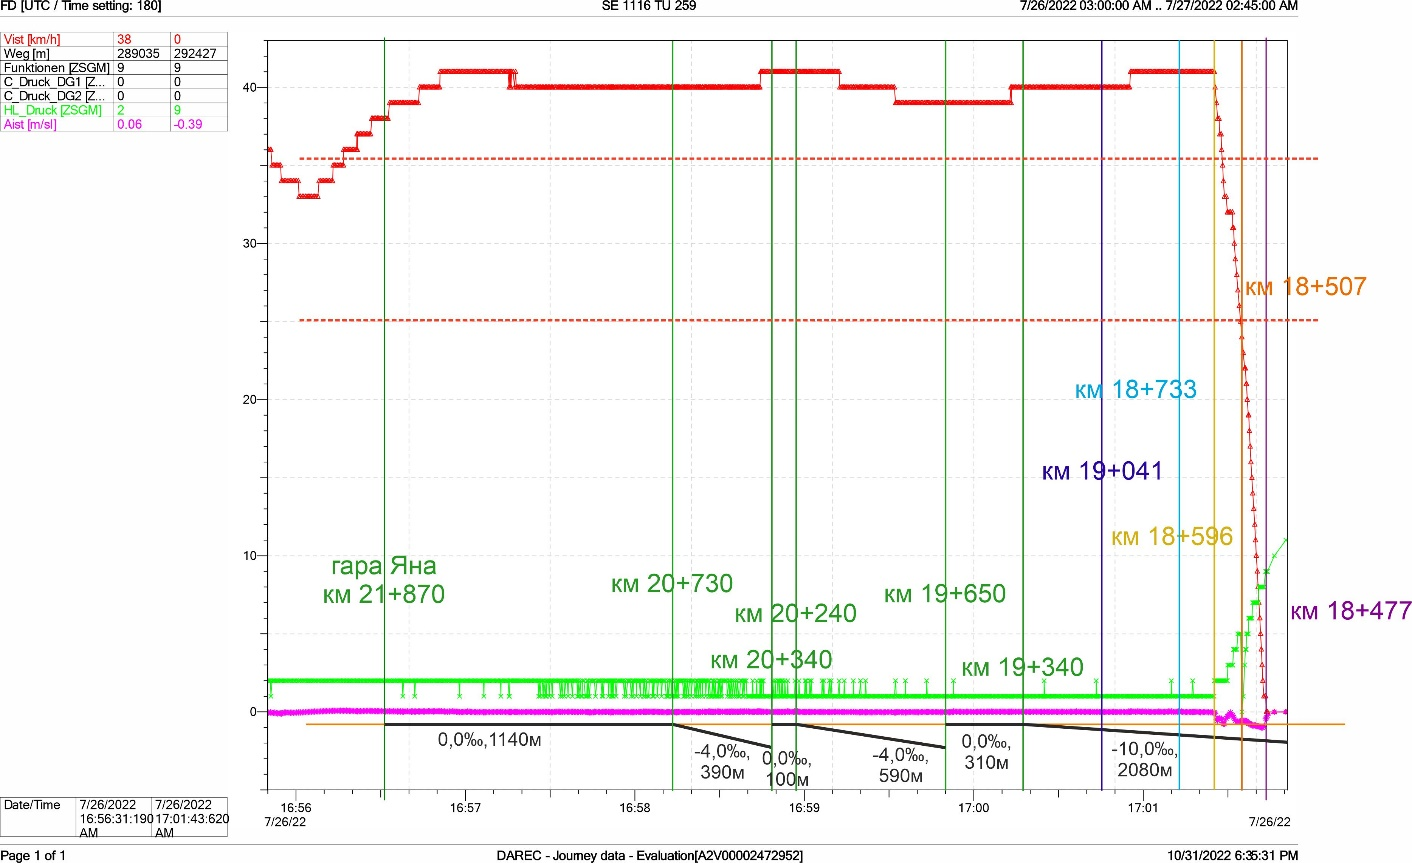 FD [UTC / Time setting: 180]
SE 1116 TU 259
7/26/2022 03:00:00 AM .. 7/27/2022 02:45:00 AM
Vist [km/h] 38 0
Weg [m] 289035 292427
Funktionen [ZSGM] 9 9
C_Druck_DG1 [Z... 0 0
C_Druck_DG2 [Z... 0 0
HL_Druck [ZSGM] 2 9
Aist [m/s|] 0.06 -0.39
40
30
20
10
0
км 18+507
км 18+733
км 19+041
км 18+596
гара Яна
км 21+870
км 20+730
км 20+240
км 19+650
км 18+477
км 20+340
км 19+340
0,0‰,1140м
-4,0‰,
390м
0,0‰,
100м
-4,0‰,
590м
0,0‰,
310м
-10,0‰,
2080м
16:56
16:57
16:58
16:59
17:00
17:01
7/26/22
7/26/22
Date/Time
7/26/2022
16:56:31:190
AM
7/26/2022
17:01:43:620
AM
Page 1 of 1
DAREC - Journey data - Evaluation[A2V00002472952]
10/31/2022 6:35:31 PM